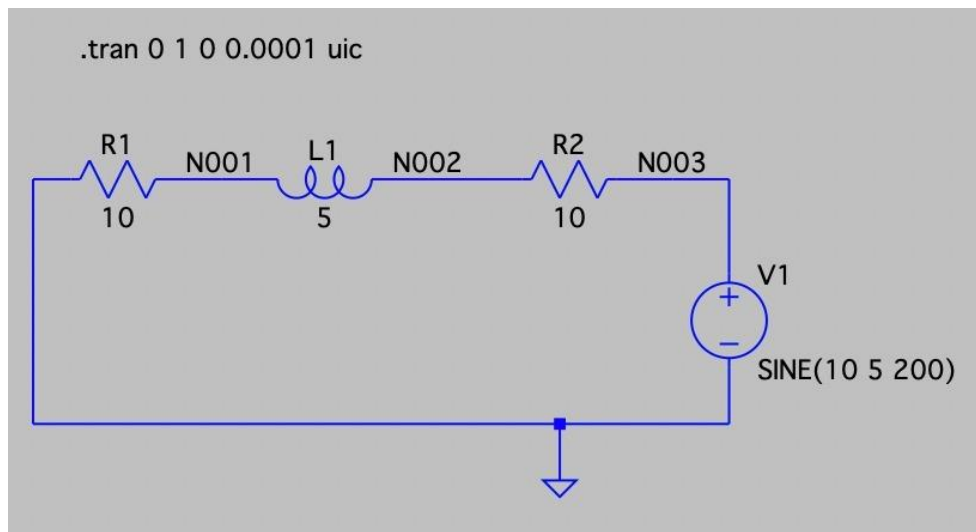 .tran 0 1 0 0.0001 uic
R1 N001 L1 N002 R2 N003
10 5 10
V1
+
−
SINE(10 5 200)